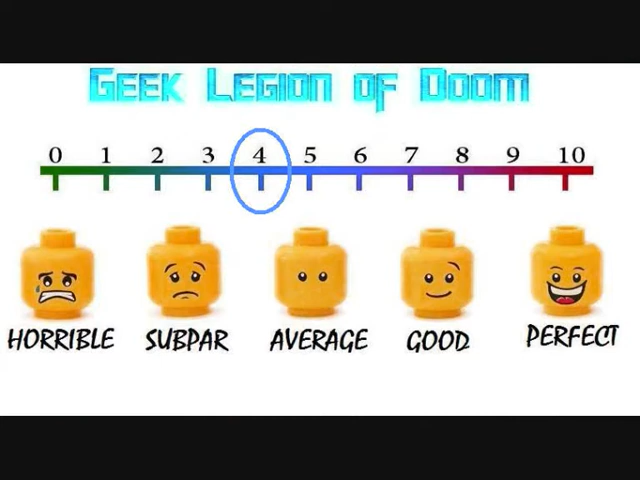 Geek Legion of Doom
0 1 2 3 4 5 6 7 8 9 10
HORRIBLE SUBPAR AVERAGE GOOD PERFECT